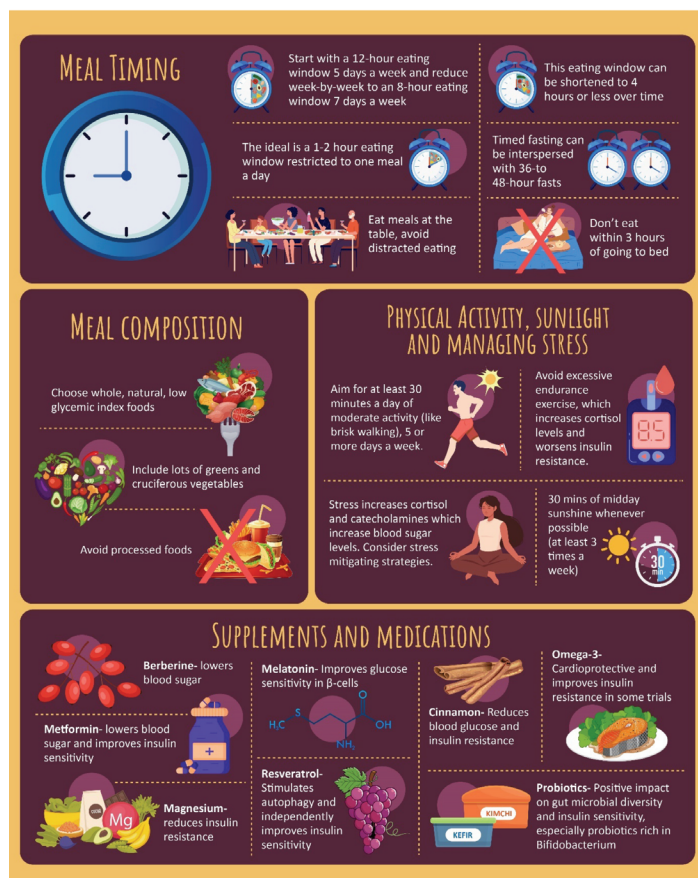 MEAL TIMING
Start with a 12-hour eating
window 5 days a week and reduce
week-by-week to an 8-hour eating
window 7 days a week
This eating window can
be shortened to 4
hours or less over time
The ideal is a 1-2 hour eating
window restricted to one meal
a day
Timed fasting can
be interspersed
with 36-to
48-hour fasts
Eat meals at the
table, avoid
distracted eating
Don't eat
within 3 hours
of going to bed
MEAL COMPOSITION
Choose whole, natural, low
glycemic index foods
Include lots of greens and
cruciferous vegetables
Avoid processed foods
PHYSICAL ACTIVITY, SUNLIGHT
AND MANAGING STRESS
Aim for at least 30
minutes a day of
moderate activity (like
brisk walking), 5 or
more days a week.
Avoid excessive
endurance
exercise, which
increases cortisol
levels and
worsens insulin
resistance.
8.5
Stress increases cortisol
and catecholamines which
increase blood sugar
levels. Consider stress
mitigating strategies.
30 mins of midday
sunshine whenever
possible
(at least 3
times a
week)
30
min
SUPPLEMENTS AND MEDICATIONS
Berberine- lowers
blood sugar
Metformin- lowers blood
sugar and improves insulin
sensitivity
Magnesium-
reduces insulin
resistance
Mg
Melatonin- Improves glucose
sensitivity in β-cells
H₃C
S
O
OH
NH₂
Resveratrol-
Stimulates
autophagy and
independently
improves insulin
sensitivity
Cinnamon- Reduces
blood glucose and
insulin resistance
Omega-3-
Cardioprotective and
improves insulin
resistance in some trials
KIMCHI
KEFIR
Probiotics- Positive impact
on gut microbial diversity
and insulin sensitivity,
especially probiotics rich in
Bifidobacterium